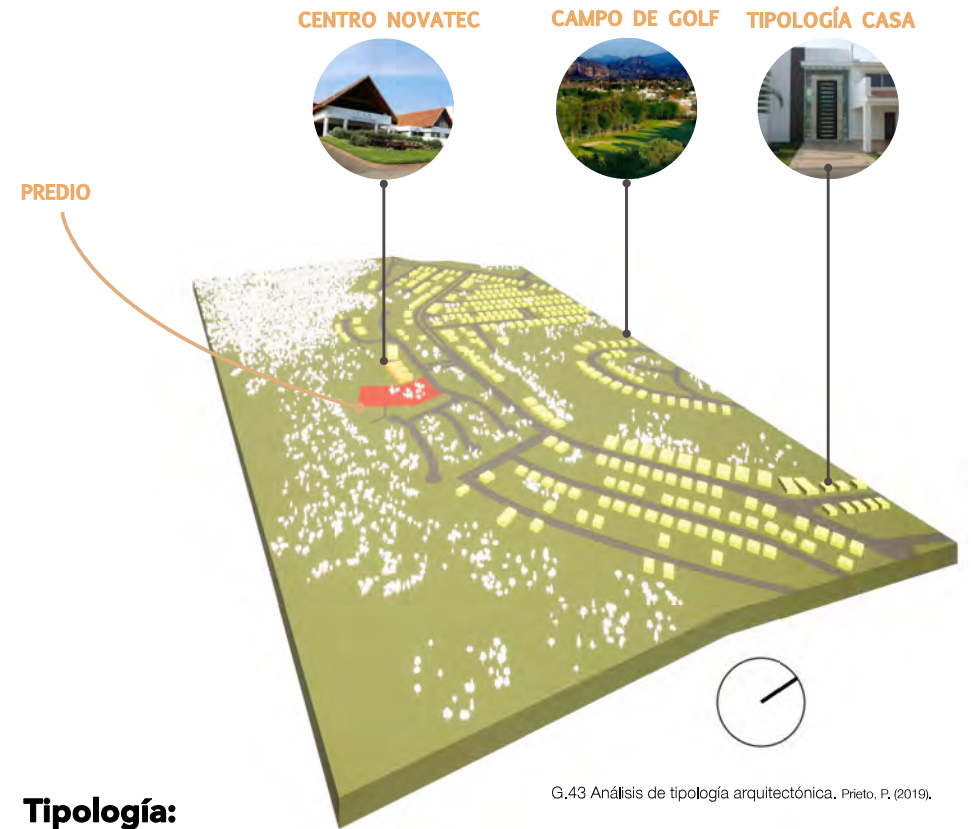 CENTRO NOVATEC
CAMPO DE GOLF
TIPOLOGÍA CASA
PREDIO
G.43 Análisis de tipología arquitectónica. Prieto, P. (2019).
Tipología: